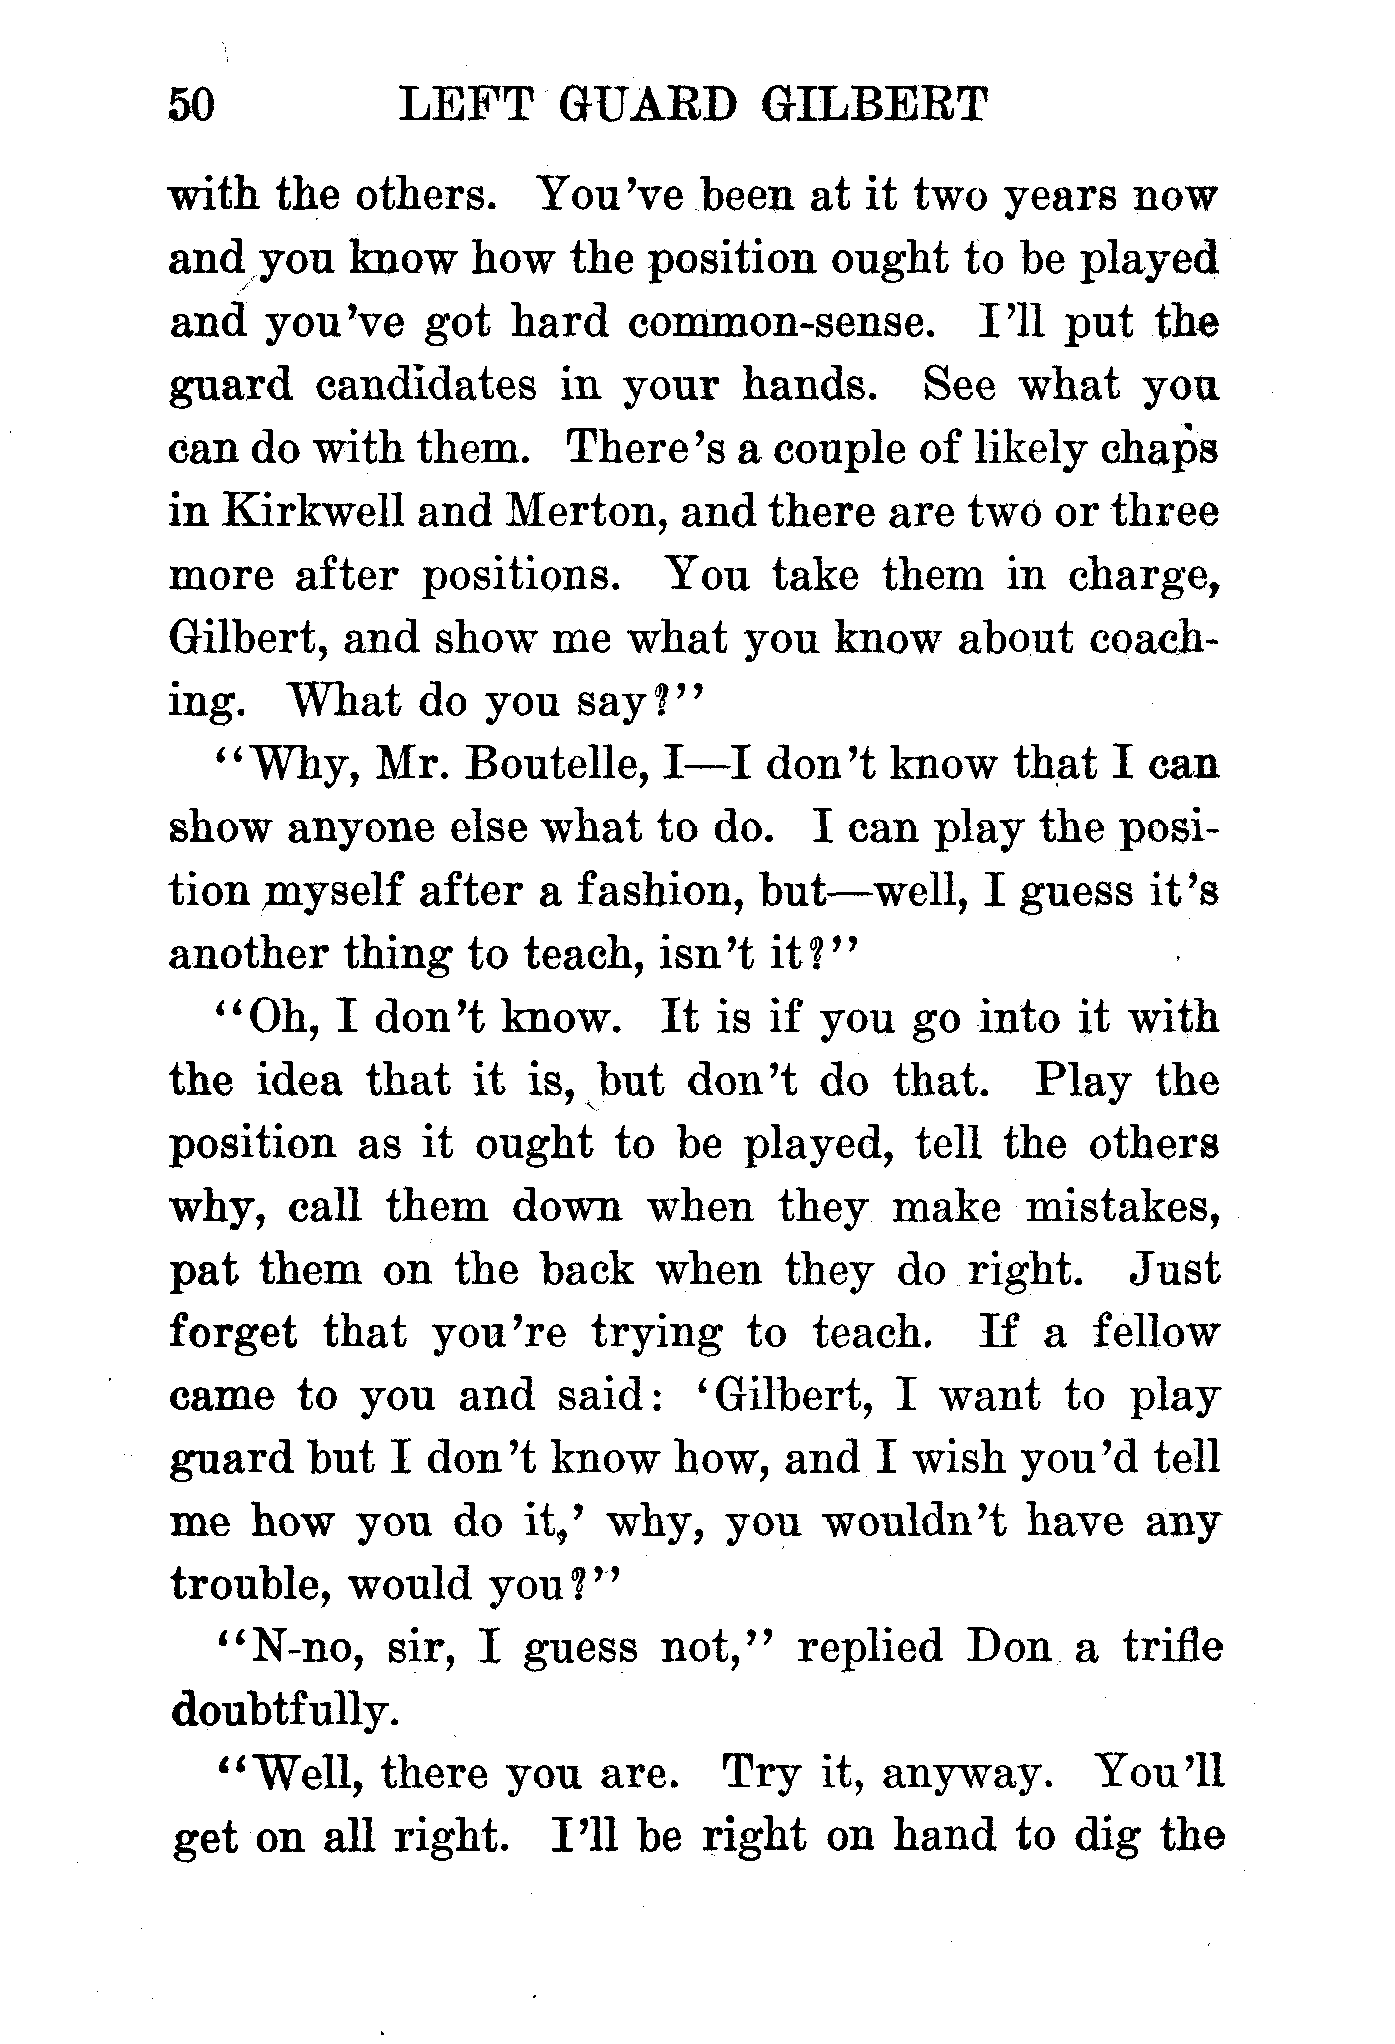 50 LEFT GUARD GILBERT
with the others. You've been at it two years now
and you know how the position ought to be played
and you've got hard common-sense. I'll put the
guard candidates in your hands. See what you
can do with them. There's a couple of likely chaps
in Kirkwell and Merton, and there are two or three
more after positions. You take them in charge,
Gilbert, and show me what you know about coach-
ing. What do you say?"
"Why, Mr. Boutelle, I—I don't know that I can
show anyone else what to do. I can play the posi-
tion myself after a fashion, but—well, I guess it's
another thing to teach, isn't it?"
"Oh, I don't know. It is if you go into it with
the idea that it is, but don't do that. Play the
position as it ought to be played, tell the others
why, call them down when they make mistakes,
pat them on the back when they do right. Just
forget that you're trying to teach. If a fellow
came to you and said: 'Gilbert, I want to play
guard but I don't know how, and I wish you'd tell
me how you do it,' why, you wouldn't have any
trouble, would you?"
"N-no, sir, I guess not," replied Don a trifle
doubtfully.
"Well, there you are. Try it, anyway. You'll
get on all right. I'll be right on hand to dig the